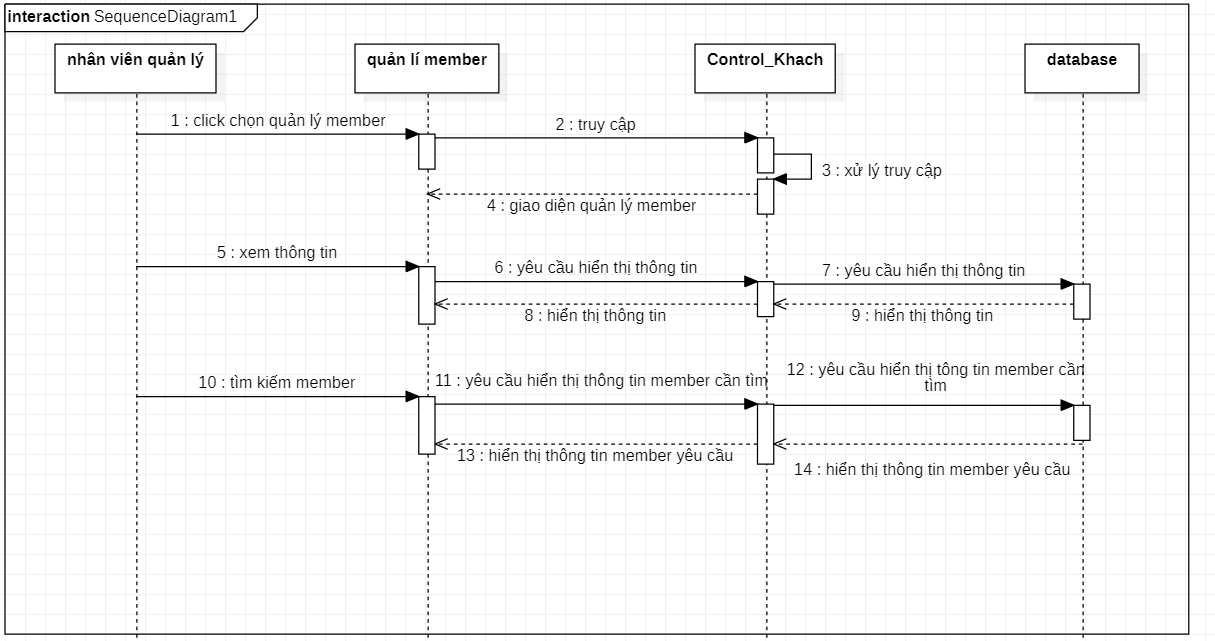 interaction SequenceDiagram1
nhân viên quản lý
quản lí member
Control_Khach
database
1 : click chọn quản lý member
2 : truy cập
3 : xử lý truy cập
4 : giao diện quản lý member
5 : xem thông tin
6 : yêu cầu hiển thị thông tin
7 : yêu cầu hiển thị thông tin
8 : hiển thị thông tin
9 : hiển thị thông tin
10 : tìm kiếm member
11 : yêu cầu hiển thị thông tin member cần tìm
12 : yêu cầu hiển thị tông tin member cần
tìm
13 : hiển thị thông tin member yêu cầu
14 : hiển thị thông tin member yêu cầu